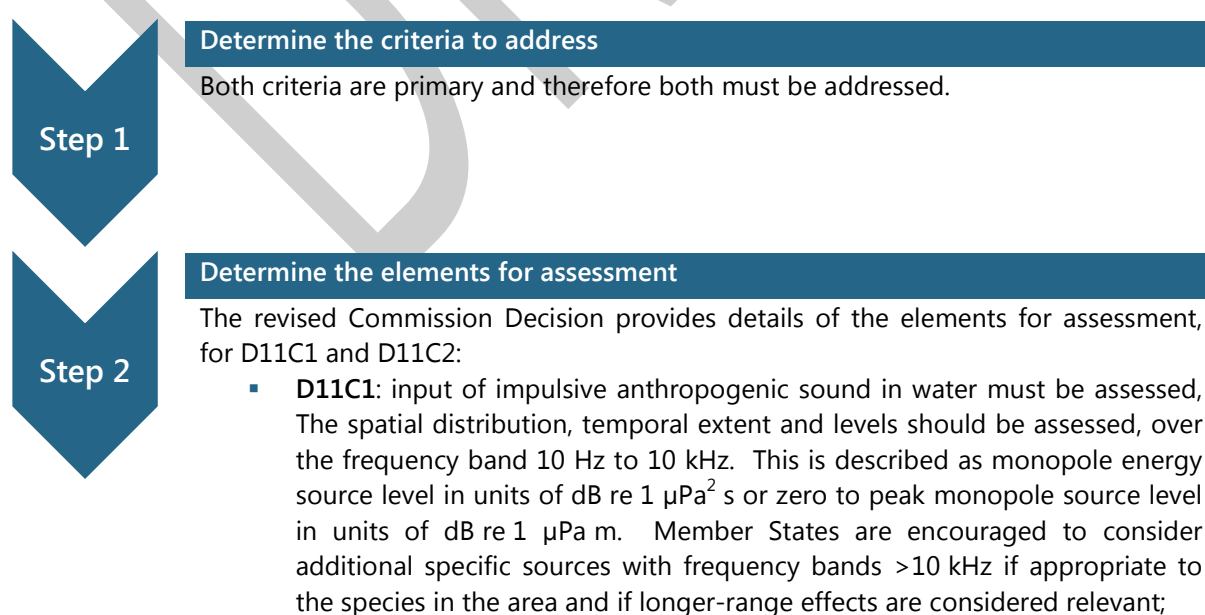 Determine the criteria to address
Both criteria are primary and therefore both must be addressed.
Step 1
Determine the elements for assessment
The revised Commission Decision provides details of the elements for assessment,
for D11C1 and D11C2:
Step 2
▪ D11C1: input of impulsive anthropogenic sound in water must be assessed,
The spatial distribution, temporal extent and levels should be assessed, over
the frequency band 10 Hz to 10 kHz. This is described as monopole energy
source level in units of dB re 1 μPa² s or zero to peak monopole source level
in units of dB re 1 μPa m. Member States are encouraged to consider
additional specific sources with frequency bands >10 kHz if appropriate to
the species in the area and if longer-range effects are considered relevant;